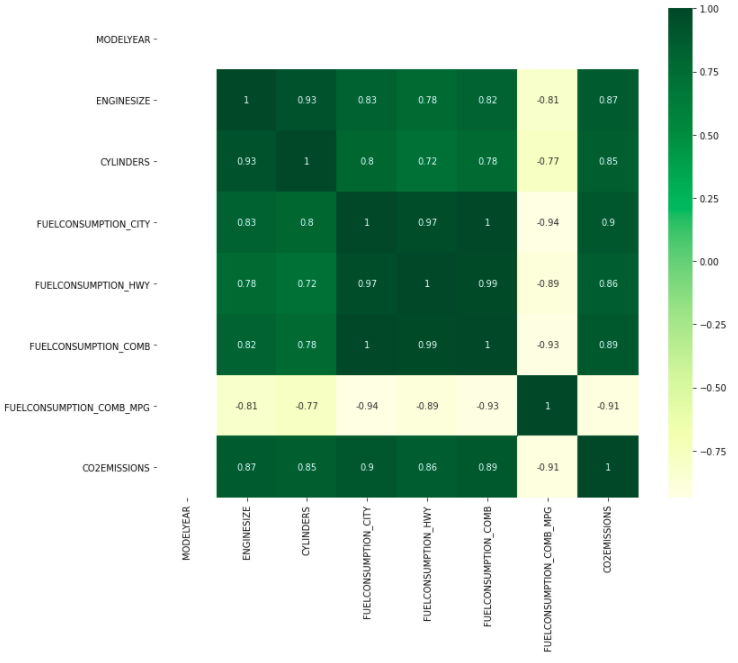 MODELYEAR
ENGINESIZE 1 0.93 0.83 0.78 0.82 -0.81 0.87
CYLINDERS 0.93 1 0.8 0.72 0.78 -0.77 0.85
FUELCONSUMPTION_CITY 0.83 0.8 1 0.97 1 -0.94 0.9
FUELCONSUMPTION_HWY 0.78 0.72 0.97 1 0.99 -0.89 0.86
FUELCONSUMPTION_COMB 0.82 0.78 1 0.99 1 -0.93 0.89
FUELCONSUMPTION_COMB_MPG -0.81 -0.77 -0.94 -0.89 -0.93 1 -0.91
CO2EMISSIONS 0.87 0.85 0.9 0.86 0.89 -0.91 1
MODELYEAR
ENGINESIZE
CYLINDERS
FUELCONSUMPTION_CITY
FUELCONSUMPTION_HWY
FUELCONSUMPTION_COMB
FUELCONSUMPTION_COMB_MPG
CO2EMISSIONS
1.00
0.75
0.50
0.25
0.00
−0.25
−0.50
−0.75